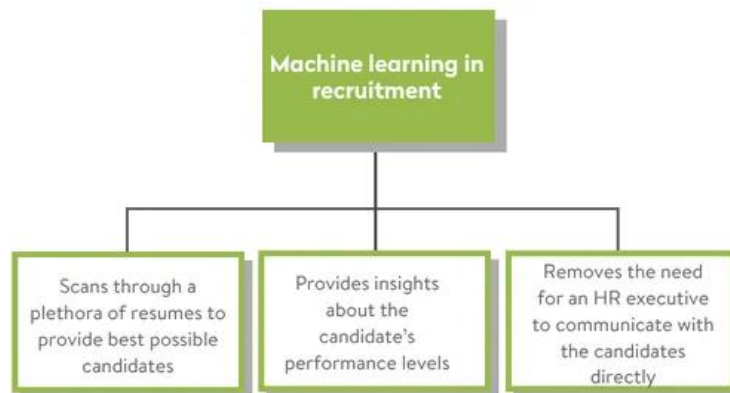 Machine learning in
recruitment
Scans through a
plethora of resumes to
provide best possible
candidates
Provides insights
about the
candidate's
performance levels
Removes the need
for an HR executive
to communicate with
the candidates
directly